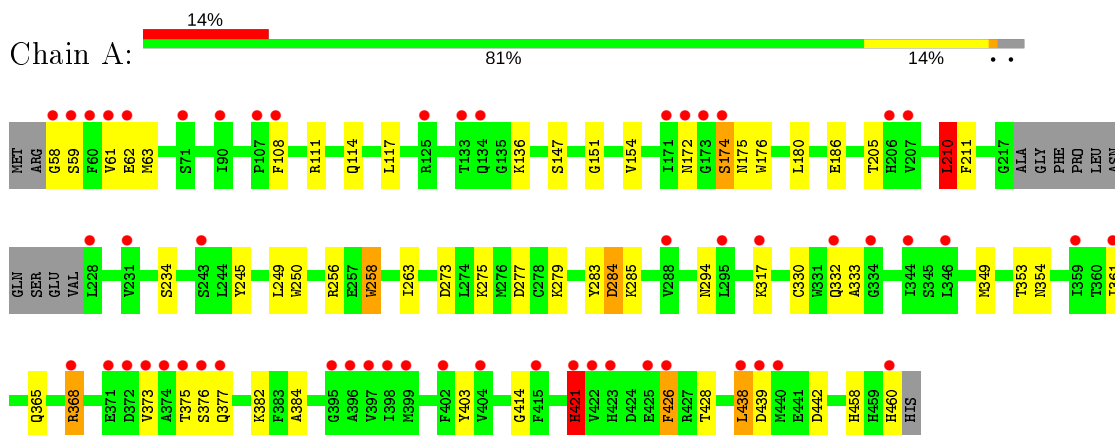 14%
Chain A:
81% 14% • •
MET ARG G58 S59 F60 V61 E62 M63 S71 I90 P107 F108 R111 Q114 L117 R125 T133 Q134 G135 K136 S147 G151 V154 I171 N172 G173 S174 N175 W176 L180 E186 T205 H206 V207 L210 F211 G217 ALA GLY PHE PRO LEU ASN
GLN SER GLU VAL L228 V231 S234 S243 L244 Y245 L249 W250 R256 E257 W258 I263 D273 L274 K275 M276 D277 C278 K279 Y283 D284 K285 V288 N294 L295 K317 C330 W331 Q332 A333 G334 I344 S345 L346 M349 T353 N354 I359 T360 I361
Q365 R368 E371 D372 V373 A374 T375 S376 Q377 K382 F383 A384 G395 A396 V397 I398 M399 F402 Y403 V404 G414 F415 H421 V422 H423 D424 E425 F426 R427 T428 L438 D439 M440 E441 D442 H458 H459 H460 HIS